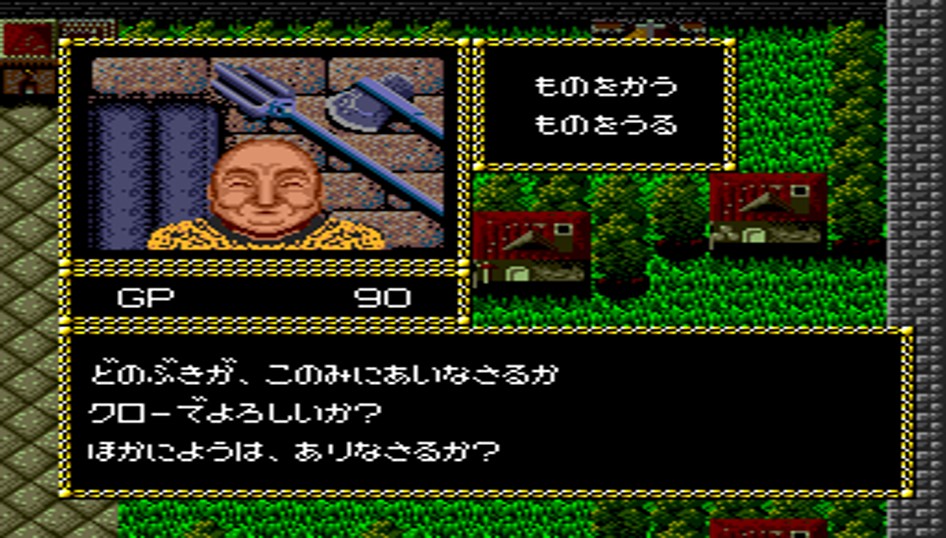 ものをかう
ものをうる
GP 90
どのぶきが、このみにあいなさるか
クローでよろしいか?
ほかにようは、ありなさるか?